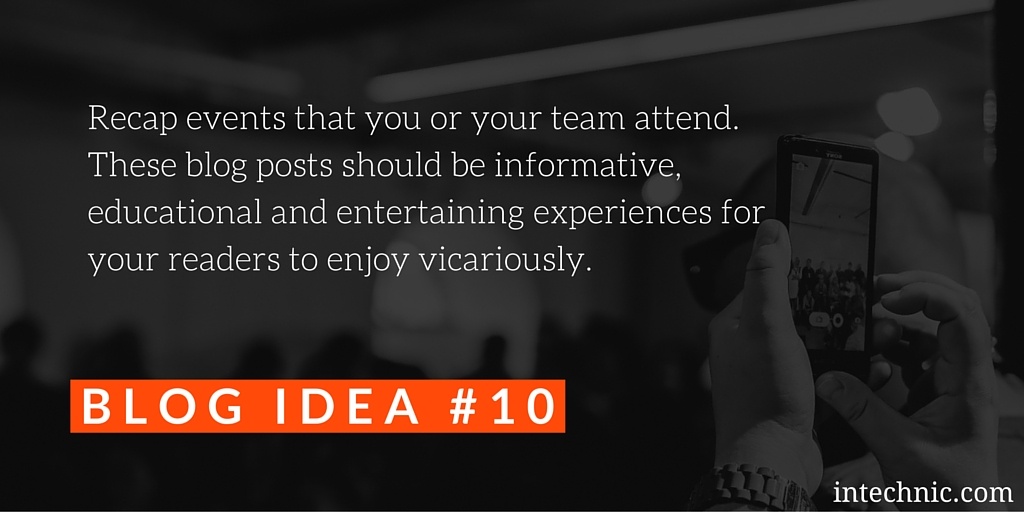 Recap events that you or your team attend.
These blog posts should be informative,
educational and entertaining experiences for
your readers to enjoy vicariously.
BLOG IDEA #10
intechnic.com